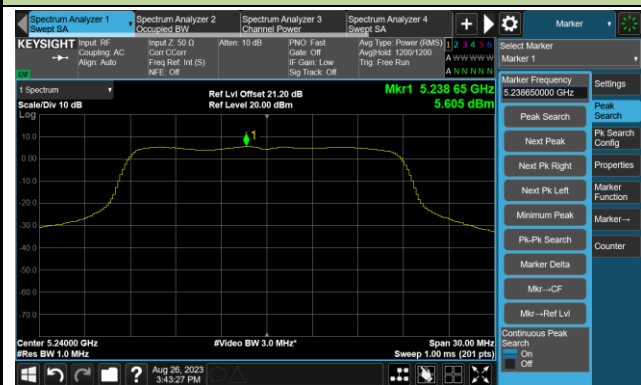 Spectrum Analyzer 1
Swept SA
Spectrum Analyzer 2
Occupied BW
Spectrum Analyzer 3
Channel Power
Spectrum Analyzer 4
Swept SA
Marker
KEYSIGHT
Input: RF
Coupling: AC
Align: Auto
Input Z: 50 Ω
Corr CCorr
Freq Ref: Int (S)
NFE: Off
Atten: 10 dB
PNO: Fast
Gate: Off
IF Gain: Low
Sig Track: Off
Avg Type: Power (RMS)
Avg|Hold: 1200/1200
Trig: Free Run
1 2 3 4 5 6
A W W W W W
A N N N N N
Select Marker
Marker 1
1 Spectrum
Scale/Div 10 dB
Log
Ref Lvl Offset 21.20 dB
Ref Level 20.00 dBm
Mkr1 5.238 65 GHz
5.605 dBm
1
10.0
0.00
-10.0
-20.0
-30.0
-40.0
-50.0
-60.0
-70.0
Center 5.24000 GHz
#Res BW 1.0 MHz
#Video BW 3.0 MHz*
Span 30.00 MHz
Sweep 1.00 ms (201 pts)
Marker Frequency
5.238650000 GHz
Peak Search
Next Peak
Next Pk Right
Next Pk Left
Minimum Peak
Pk-Pk Search
Marker Delta
Mkr→CF
Mkr→Ref Lvl
Continuous Peak
Search
On
Off
Settings
Peak
Search
Pk Search
Config
Properties
Marker
Function
Marker→
Counter
?
Aug 26, 2023
3:43:27 PM